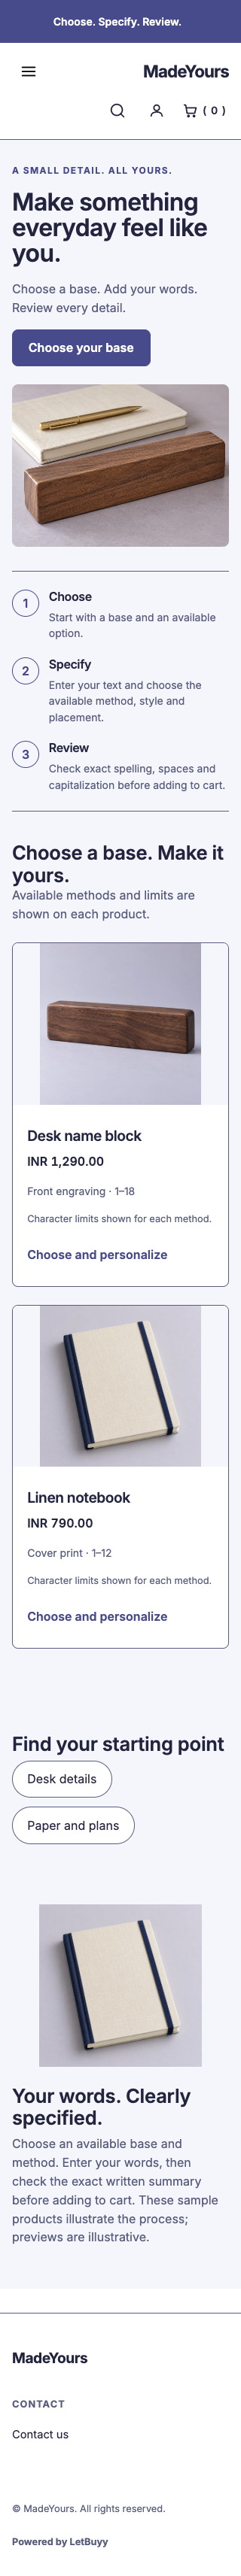 Choose. Specify. Review.
MadeYours
( 0 )
A SMALL DETAIL. ALL YOURS.
Make something
everyday feel like
you.
Choose a base. Add your words.
Review every detail.
Choose your base
1
Choose
Start with a base and an available
option.
2
Specify
Enter your text and choose the
available method, style and
placement.
3
Review
Check exact spelling, spaces and
capitalization before adding to cart.
Choose a base. Make it
yours.
Available methods and limits are
shown on each product.
Desk name block
INR 1,290.00
Front engraving · 1–18
Character limits shown for each method.
Choose and personalize
Linen notebook
INR 790.00
Cover print · 1–12
Character limits shown for each method.
Choose and personalize
Find your starting point
Desk details
Paper and plans
Your words. Clearly
specified.
Choose an available base and
method. Enter your words, then
check the exact written summary
before adding to cart. These sample
products illustrate the process;
previews are illustrative.
MadeYours
CONTACT
Contact us
© MadeYours. All rights reserved.
Powered by LetBuyy